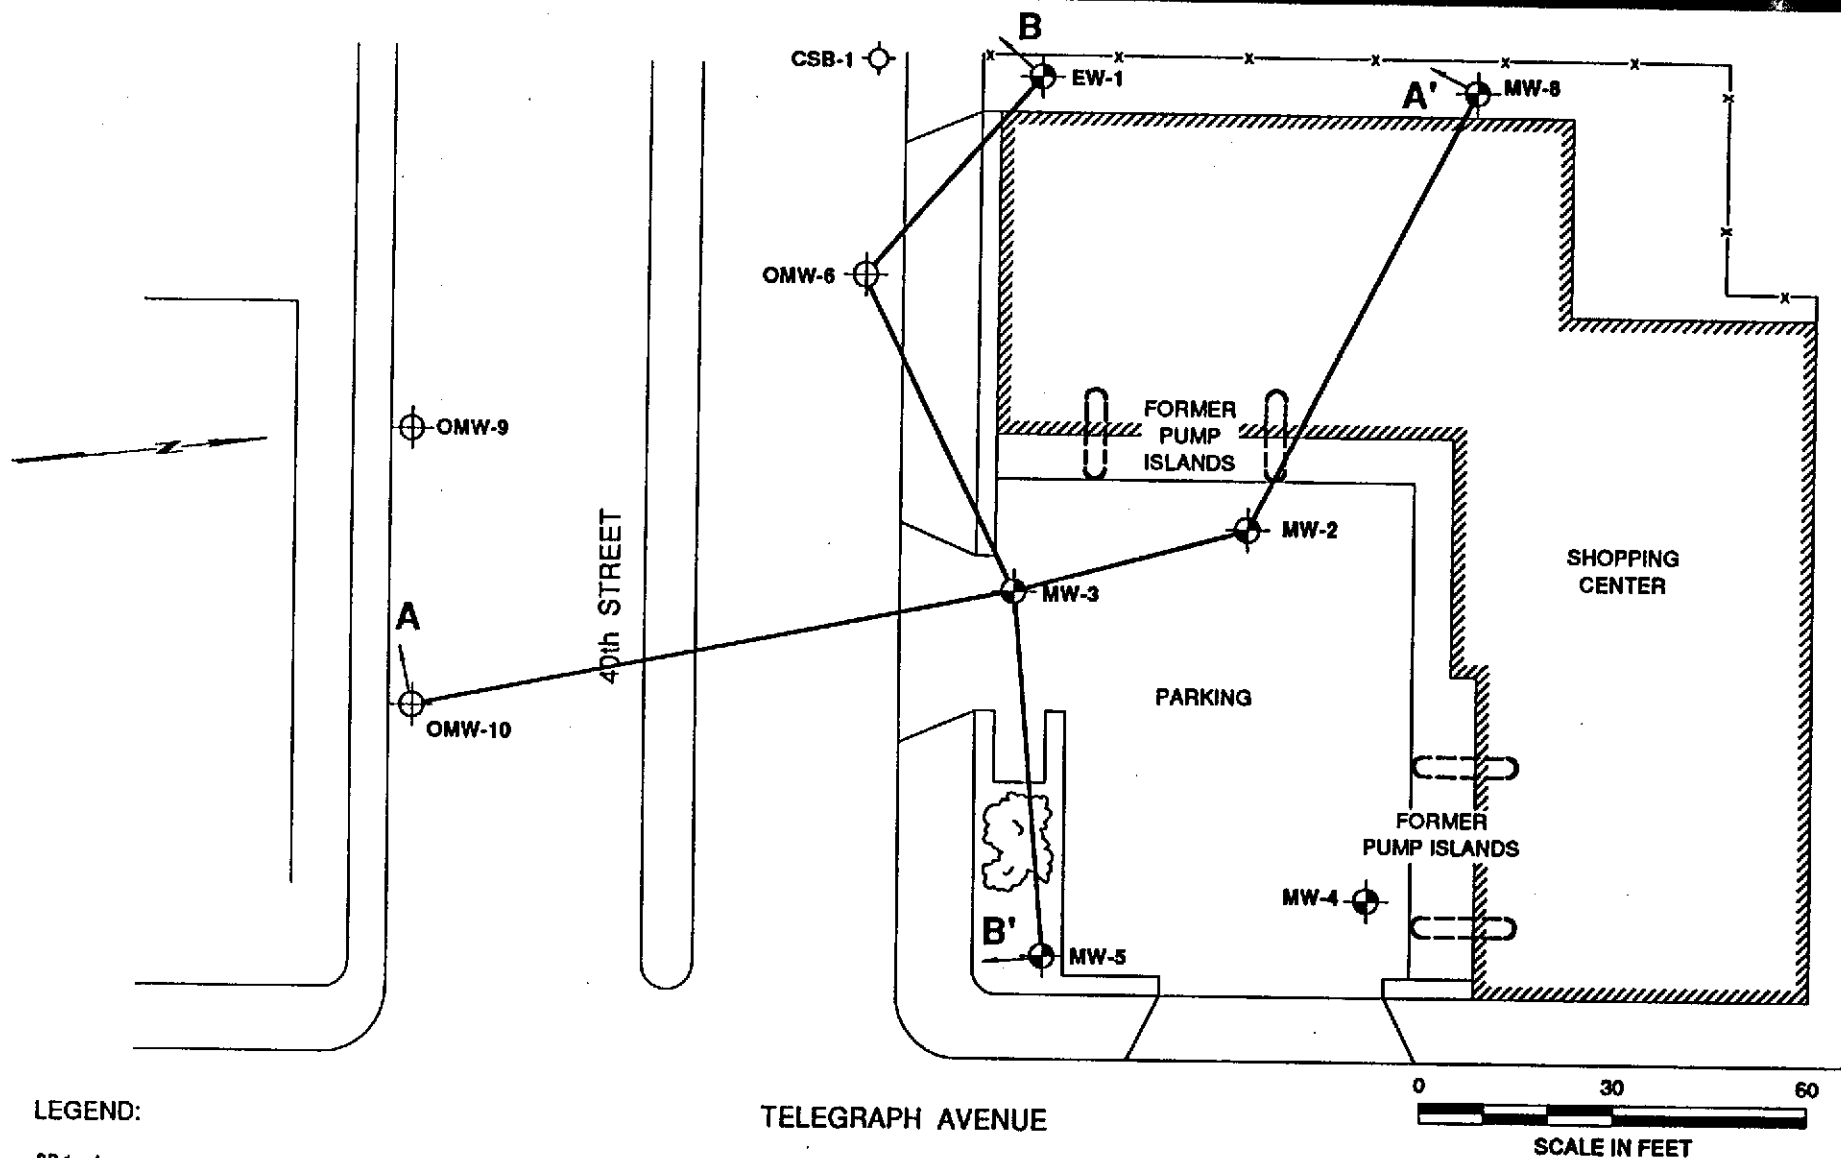 B
CSB-1
EW-1
A'
MW-8
OMW-6
OMW-9
N
FORMER
PUMP
ISLANDS
MW-2
SHOPPING
CENTER
40th STREET
MW-3
A
PARKING
OMW-10
FORMER
PUMP ISLANDS
MW-4
B'
MW-5
0 30 60
LEGEND:
TELEGRAPH AVENUE
SCALE IN FEET